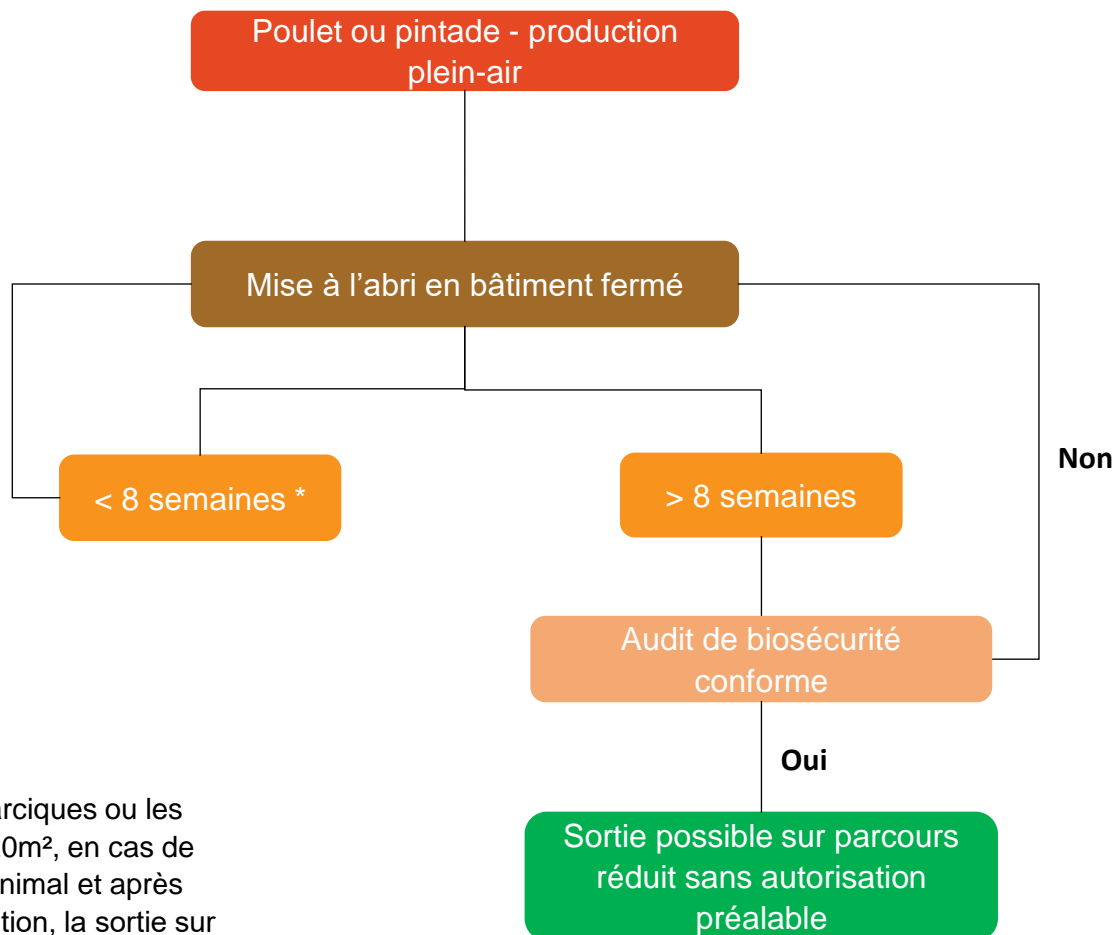 Poulet ou pintade - production
plein-air
Mise à l’abri en bâtiment fermé
Non
< 8 semaines *
> 8 semaines
Audit de biosécurité
conforme
Oui
Sortie possible sur parcours
réduit sans autorisation
préalable
arciques ou les
0m², en cas de
nimal et après
tion, la sortie sur